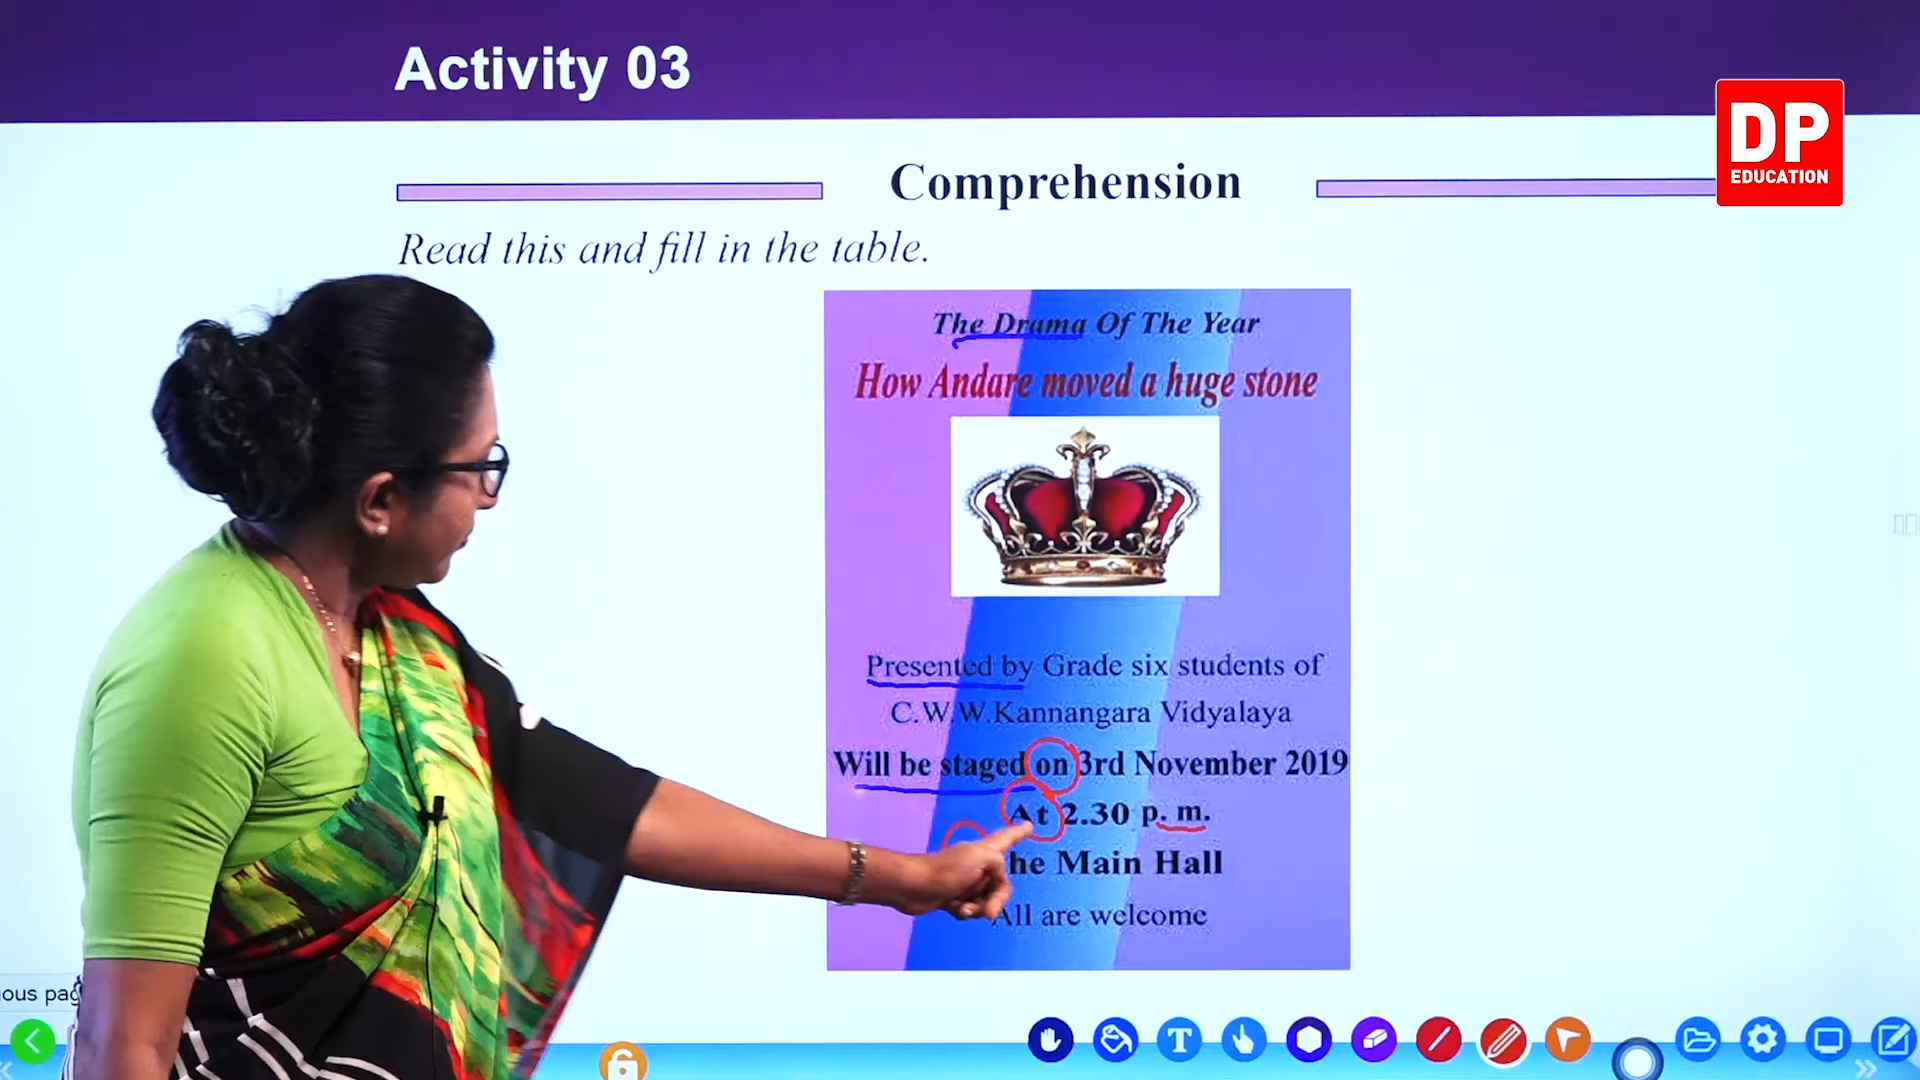 Activity 03
DP
EDUCATION
Comprehension
Read this and fill in the table.
The Drama Of The Year
How Andare moved a huge stone
Presented by Grade six students of
C.W.W.Kannangara Vidyalaya
Will be staged on 3rd November 2019
At 2.30 p. m.
Main Hall
All are welcome